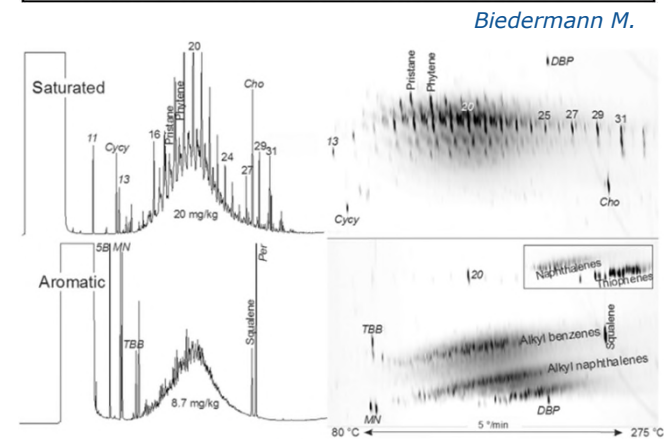 Biedermann M.
Saturated
11
Cycy
13
16
Pristane
Phytene
20
24
27
Cho
29
31
20 mg/kg
13
Cycy
Pristane
Phytene
20
DBP
25
27
29
31
Cho
Aromatic
5B
MN
TBB
8.7 mg/kg
Squalene
Per
20
Naphthalenes
Thiophenes
TBB
Alkyl benzenes
Squalene
Alkyl naphthalenes
MN
DBP
80 °C
5 °/min
275 °C